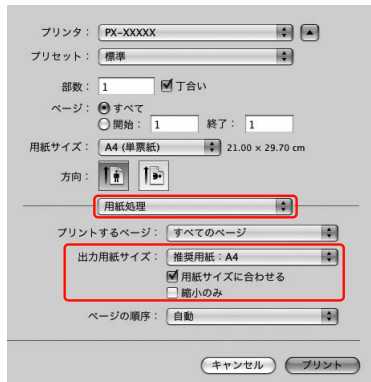 プリンタ： PX-XXXXX
プリセット： 標準
部数： 1 丁合い
ページ： すべて
開始： 1 終了： 1
用紙サイズ： A4 (単票紙) 21.00 × 29.70 cm
方向：
用紙処理
プリントするページ： すべてのページ
出力用紙サイズ： 推奨用紙：A4
用紙サイズに合わせる
縮小のみ
ページの順序： 自動
キャンセル プリント